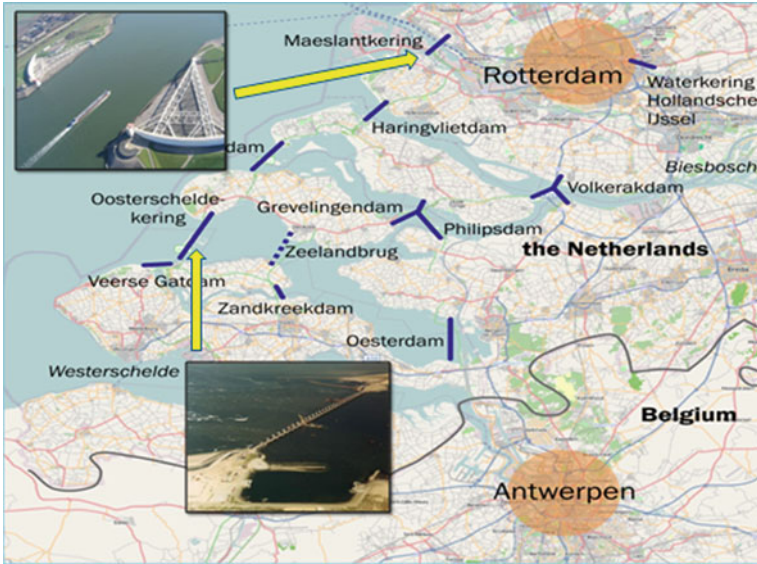 Maeslantkering
Rotterdam
Waterkering
Hollandsche
IJssel
Haringvlietdam
dam
Biesbosch
Oosterschelde-
kering
Grevelingendam
Volkerakdam
Philipsdam
the Netherlands
Zeelandbrug
Veerse Gatdam
Zandkreekdam
Oesterdam
Westerschelde
Belgium
Antwerpen